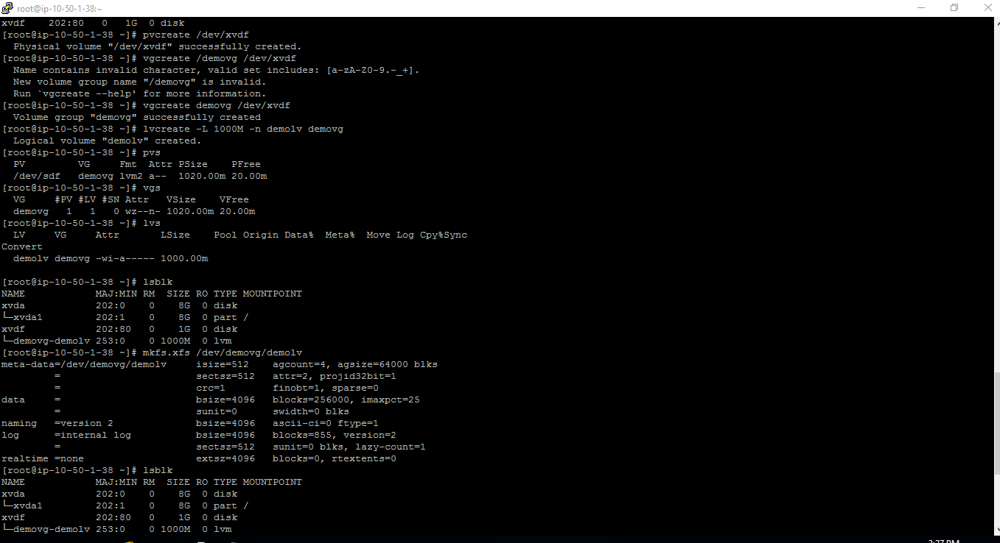 root@ip-10-50-1-38:~
xvdf    202:80   0   1G  0 disk
[root@ip-10-50-1-38 ~]# pvcreate /dev/xvdf
  Physical volume "/dev/xvdf" successfully created.
[root@ip-10-50-1-38 ~]# vgcreate /demovg /dev/xvdf
  Name contains invalid character, valid set includes: [a-zA-Z0-9.-_+].
  New volume group name "/demovg" is invalid.
  Run `vgcreate --help' for more information.
[root@ip-10-50-1-38 ~]# vgcreate demovg /dev/xvdf
  Volume group "demovg" successfully created
[root@ip-10-50-1-38 ~]# lvcreate -L 1000M -n demolv demovg
  Logical volume "demolv" created.
[root@ip-10-50-1-38 ~]# pvs
  PV         VG     Fmt  Attr PSize    PFree
  /dev/sdf   demovg lvm2 a--  1020.00m 20.00m
[root@ip-10-50-1-38 ~]# vgs
  VG     #PV #LV #SN Attr   VSize    VFree
  demovg   1   1   0 wz--n- 1020.00m 20.00m
[root@ip-10-50-1-38 ~]# lvs
  LV     VG     Attr       LSize    Pool Origin Data%  Meta%  Move Log Cpy%Sync
Convert
  demolv demovg -wi-a----- 1000.00m
[root@ip-10-50-1-38 ~]# lsblk
NAME            MAJ:MIN RM  SIZE RO TYPE MOUNTPOINT
xvda            202:0    0    8G  0 disk
└─xvda1         202:1    0    8G  0 part /
xvdf            202:80   0    1G  0 disk
└─demovg-demolv 253:0    0 1000M  0 lvm
[root@ip-10-50-1-38 ~]# mkfs.xfs /dev/demovg/demolv
meta-data=/dev/demovg/demolv     isize=512    agcount=4, agsize=64000 blks
         =                       sectsz=512   attr=2, projid32bit=1
         =                       crc=1        finobt=1, sparse=0
data     =                       bsize=4096   blocks=256000, imaxpct=25
         =                       sunit=0      swidth=0 blks
naming   =version 2              bsize=4096   ascii-ci=0 ftype=1
log      =internal log           bsize=4096   blocks=855, version=2
         =                       sectsz=512   sunit=0 blks, lazy-count=1
realtime =none                   extsz=4096   blocks=0, rtextents=0
[root@ip-10-50-1-38 ~]# lsblk
NAME            MAJ:MIN RM  SIZE RO TYPE MOUNTPOINT
xvda            202:0    0    8G  0 disk
└─xvda1         202:1    0    8G  0 part /
xvdf            202:80   0    1G  0 disk
└─demovg-demolv 253:0    0 1000M  0 lvm